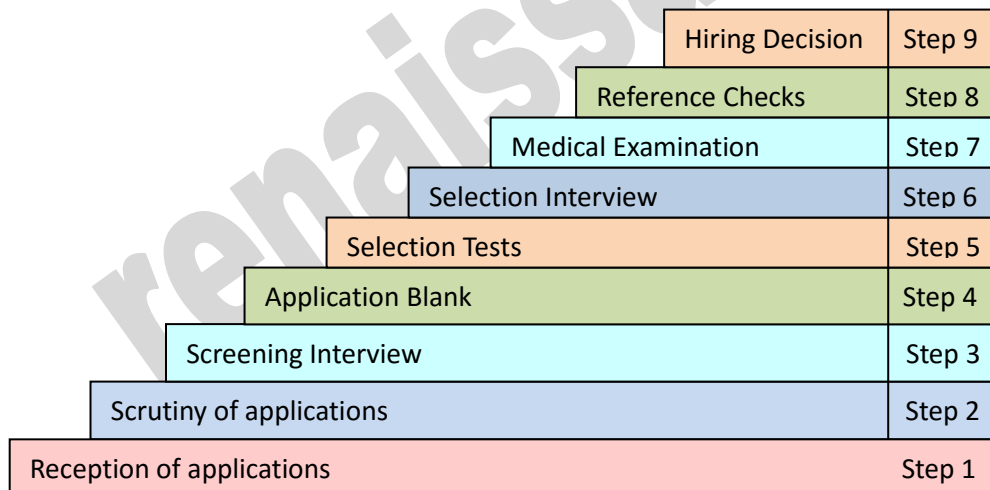 Hiring Decision Step 9
Reference Checks Step 8
Medical Examination Step 7
Selection Interview Step 6
Selection Tests Step 5
Application Blank Step 4
Screening Interview Step 3
Scrutiny of applications Step 2
Reception of applications Step 1